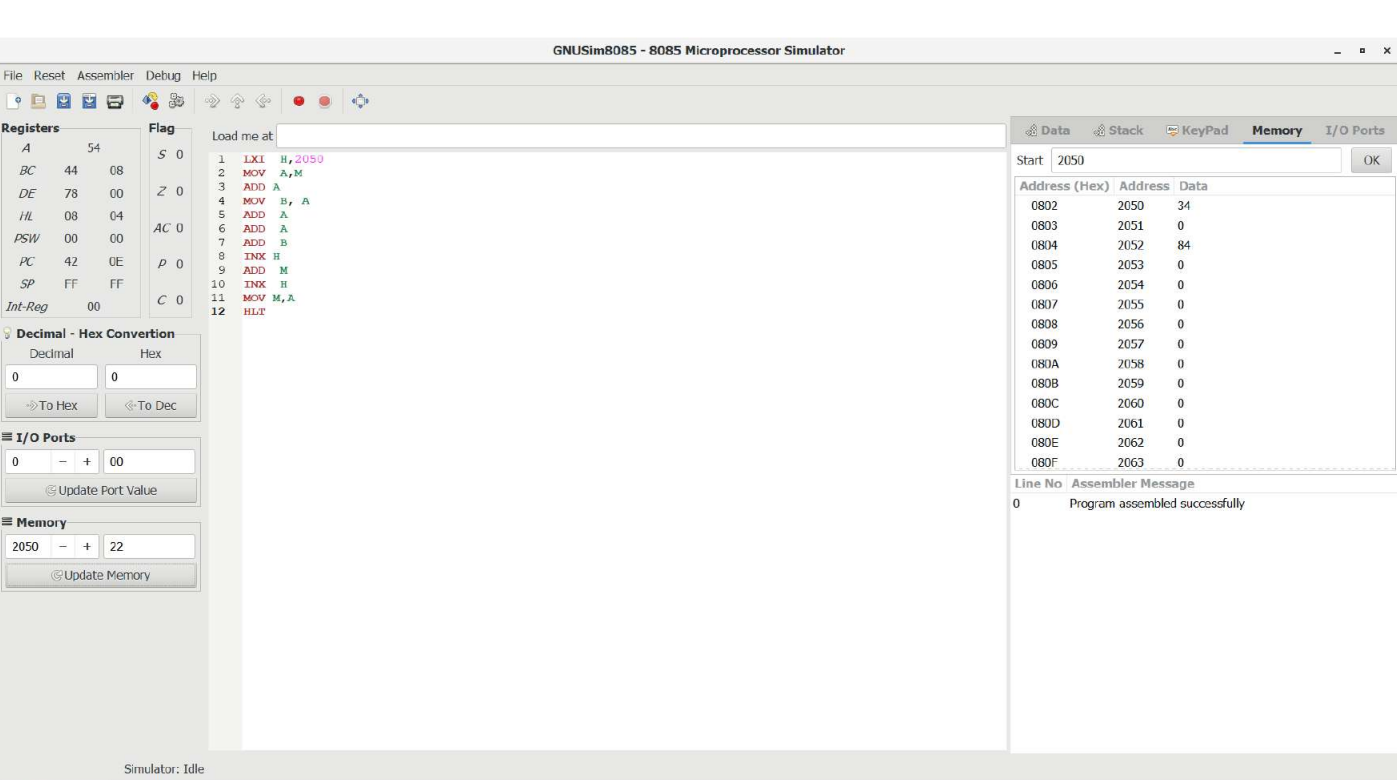 GNUSim8085 - 8085 Microprocessor Simulator
File Reset Assembler Debug Help
Registers
A 54
BC 44 08
DE 78 00
HL 08 04
PSW 00 00
PC 42 0E
SP FF FF
Int-Reg 00
Flag
S 0
Z 0
AC 0
P 0
C 0
Decimal - Hex Convertion
Decimal Hex
0 0
To Hex To Dec
I/O Ports
0 - + 00
Update Port Value
Memory
2050 - + 22
Update Memory
Load me at
1 LXI H,2050
2 MOV A,M
3 ADD A
4 MOV B, A
5 ADD A
6 ADD A
7 ADD B
8 INX H
9 ADD M
10 INX H
11 MOV M,A
12 HLT
Data Stack KeyPad Memory I/O Ports
Start 2050 OK
Address (Hex) Address Data
0802 2050 34
0803 2051 0
0804 2052 84
0805 2053 0
0806 2054 0
0807 2055 0
0808 2056 0
0809 2057 0
080A 2058 0
080B 2059 0
080C 2060 0
080D 2061 0
080E 2062 0
080F 2063 0
Line No Assembler Message
0 Program assembled successfully
Simulator: Idle